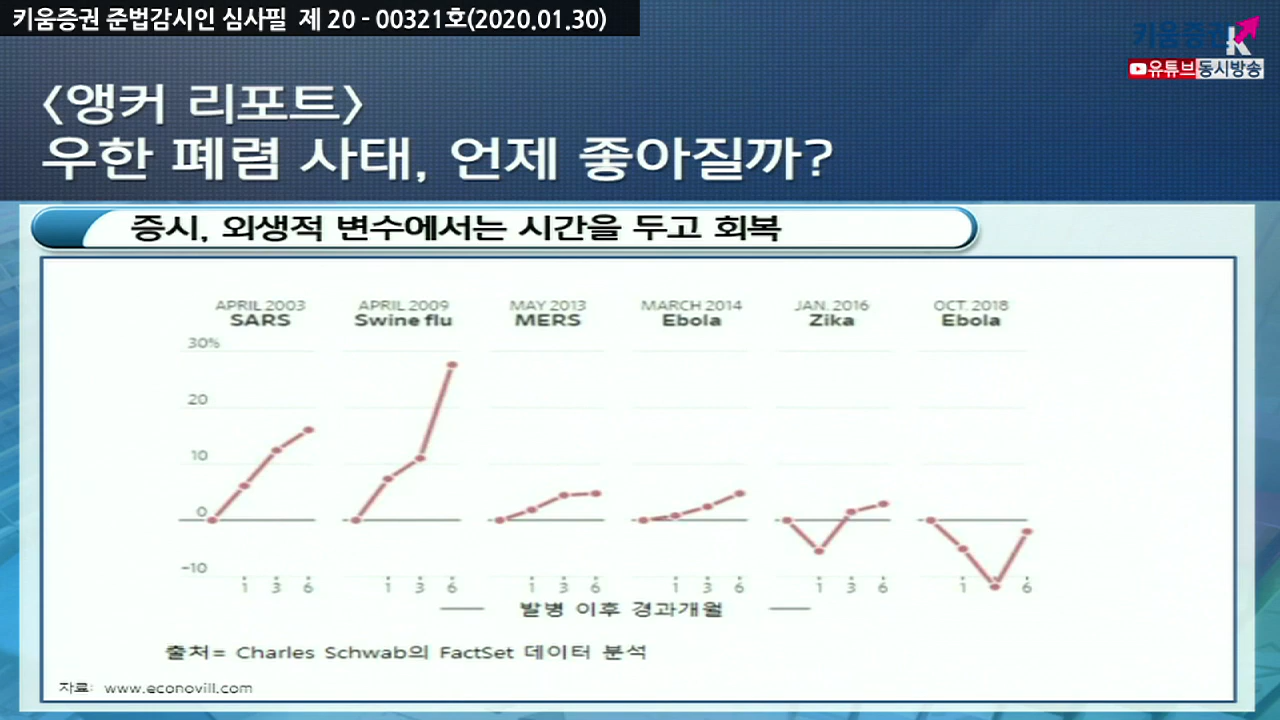 키움증권 준법감시인 심사필 제 20 - 00321호(2020.01.30)
키움증권
유튜브동시방송
<앵커 리포트>
우한 폐렴 사태, 언제 좋아질까?
증시, 외생적 변수에서는 시간을 두고 회복
APRIL 2003 APRIL 2009 MAY 2013 MARCH 2014 JAN. 2016 OCT. 2018
SARS Swine flu MERS Ebola Zika Ebola
30%
20
10
0
-10
1 3 6 1 3 6 1 3 6 1 3 6 1 3 6 1 6
발병 이후 경과개월
출처= Charles Schwab의 FactSet 데이터 분석
자료: www.econovill.com